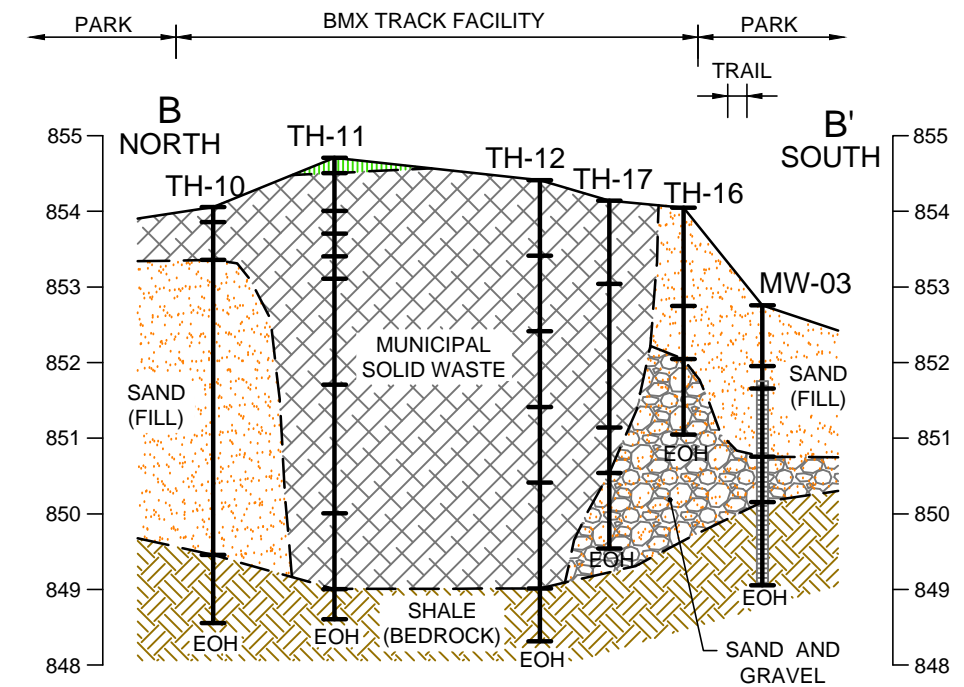 PARK
BMX TRACK FACILITY
PARK
TRAIL
B
NORTH
B'
SOUTH
TH-10
TH-11
TH-12
TH-17
TH-16
MW-03
855
854
853
852
851
850
849
848
855
854
853
852
851
850
849
848
MUNICIPAL
SOLID WASTE
SAND
(FILL)
SAND
(FILL)
SHALE
(BEDROCK)
SAND AND
GRAVEL
EOH
EOH
EOH
EOH
EOH
EOH